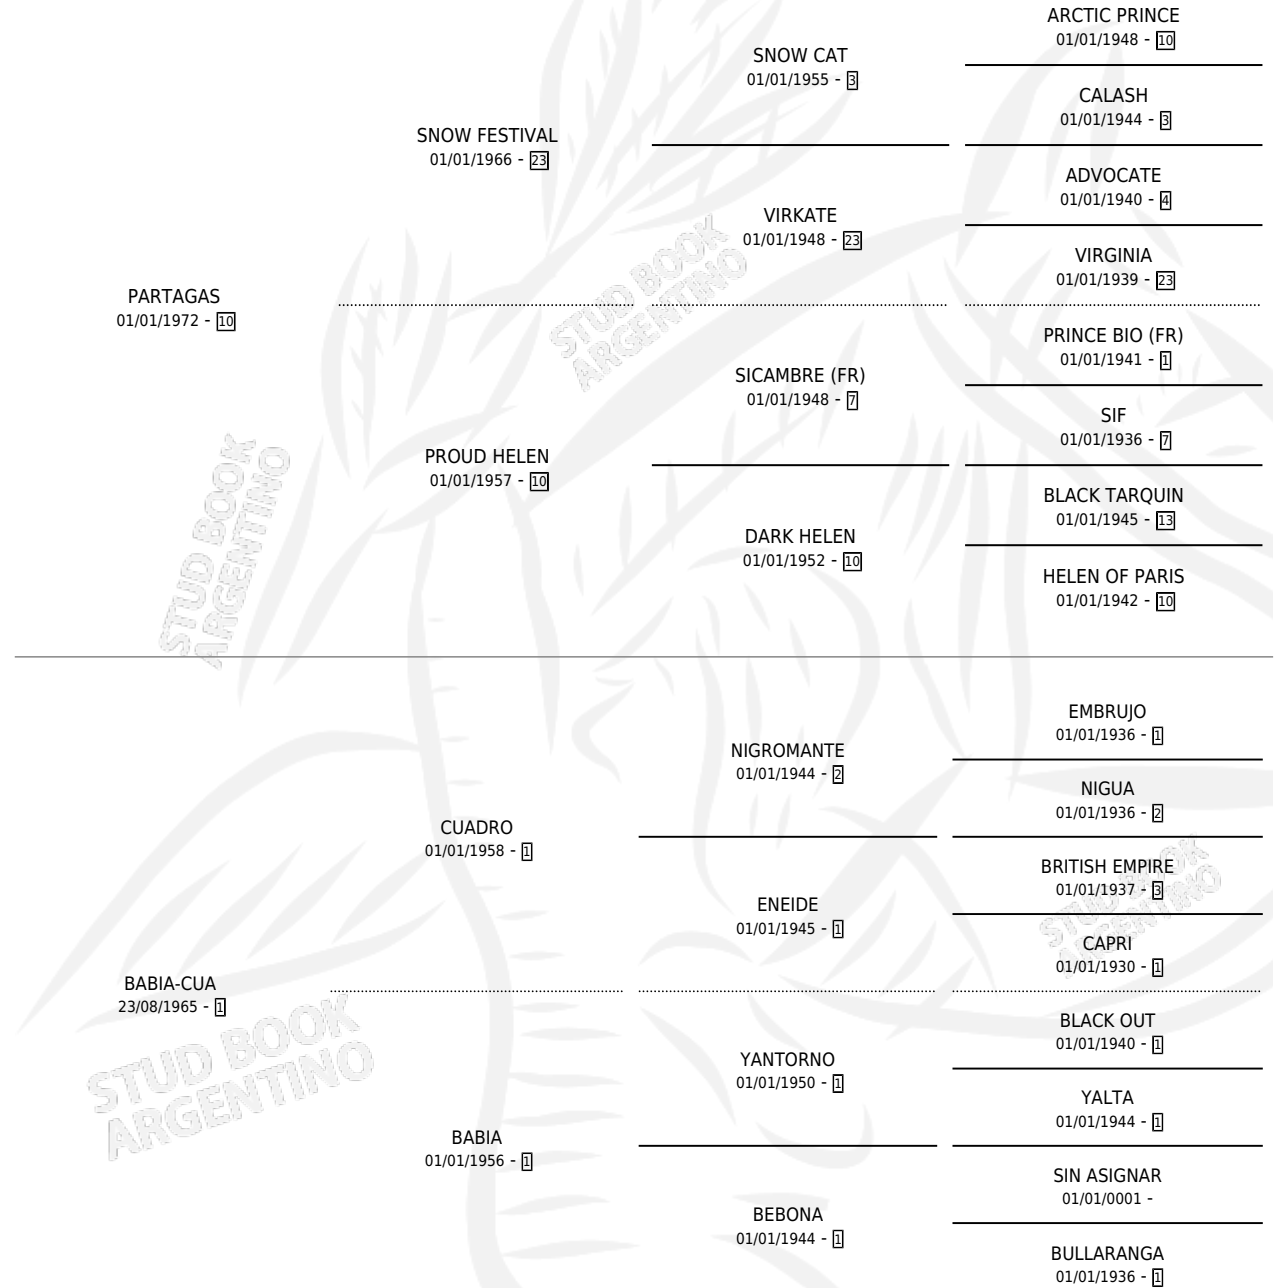 ARCTIC PRINCE
01/01/1948 - 10
SNOW CAT
01/01/1955 - 3
CALASH
01/01/1944 - 3
SNOW FESTIVAL
01/01/1966 - 23
ADVOCATE
01/01/1940 - 4
VIRKATE
01/01/1948 - 23
VIRGINIA
01/01/1939 - 23
PARTAGAS
01/01/1972 - 10
PRINCE BIO (FR)
01/01/1941 - 1
SICAMBRE (FR)
01/01/1948 - 7
SIF
01/01/1936 - 7
PROUD HELEN
01/01/1957 - 10
BLACK TARQUIN
01/01/1945 - 13
DARK HELEN
01/01/1952 - 10
HELEN OF PARIS
01/01/1942 - 10
STUD BOOK
ARGENTINO
STUD BOOK
ARGENTINO
EMBRUJO
01/01/1936 - 1
NIGROMANTE
01/01/1944 - 2
NIGUA
01/01/1936 - 2
CUADRO
01/01/1958 - 1
BRITISH EMPIRE
01/01/1937 - 3
ENEIDE
01/01/1945 - 1
CAPRI
01/01/1930 - 1
BABIA-CUA
23/08/1965 - 1
BLACK OUT
01/01/1940 - 1
YANTORNO
01/01/1950 - 1
YALTA
01/01/1944 - 1
BABIA
01/01/1956 - 1
SIN ASIGNAR
01/01/0001 -
BEBONA
01/01/1944 - 1
BULLARANGA
01/01/1936 - 1
STUD BOOK
ARGENTINO
STUD BOOK
ARGENTINO